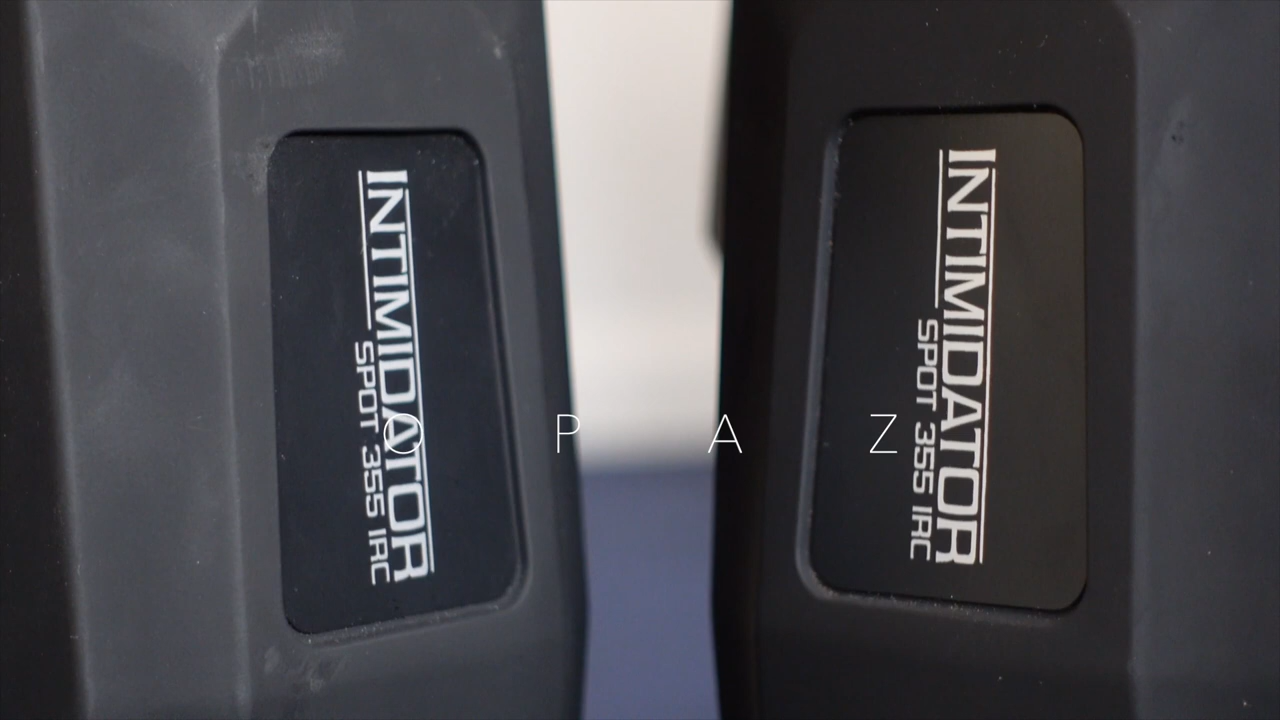 INTIMIDATOR
SPOT 355 IRC
INTIMIDATOR
SPOT 355 IRC
O P A Z